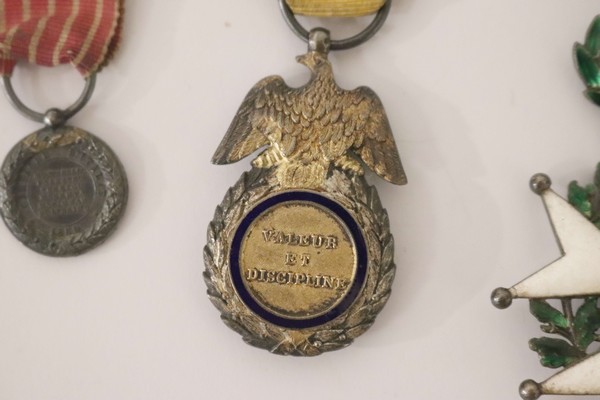 VALEUR
ET
DISCIPLINE